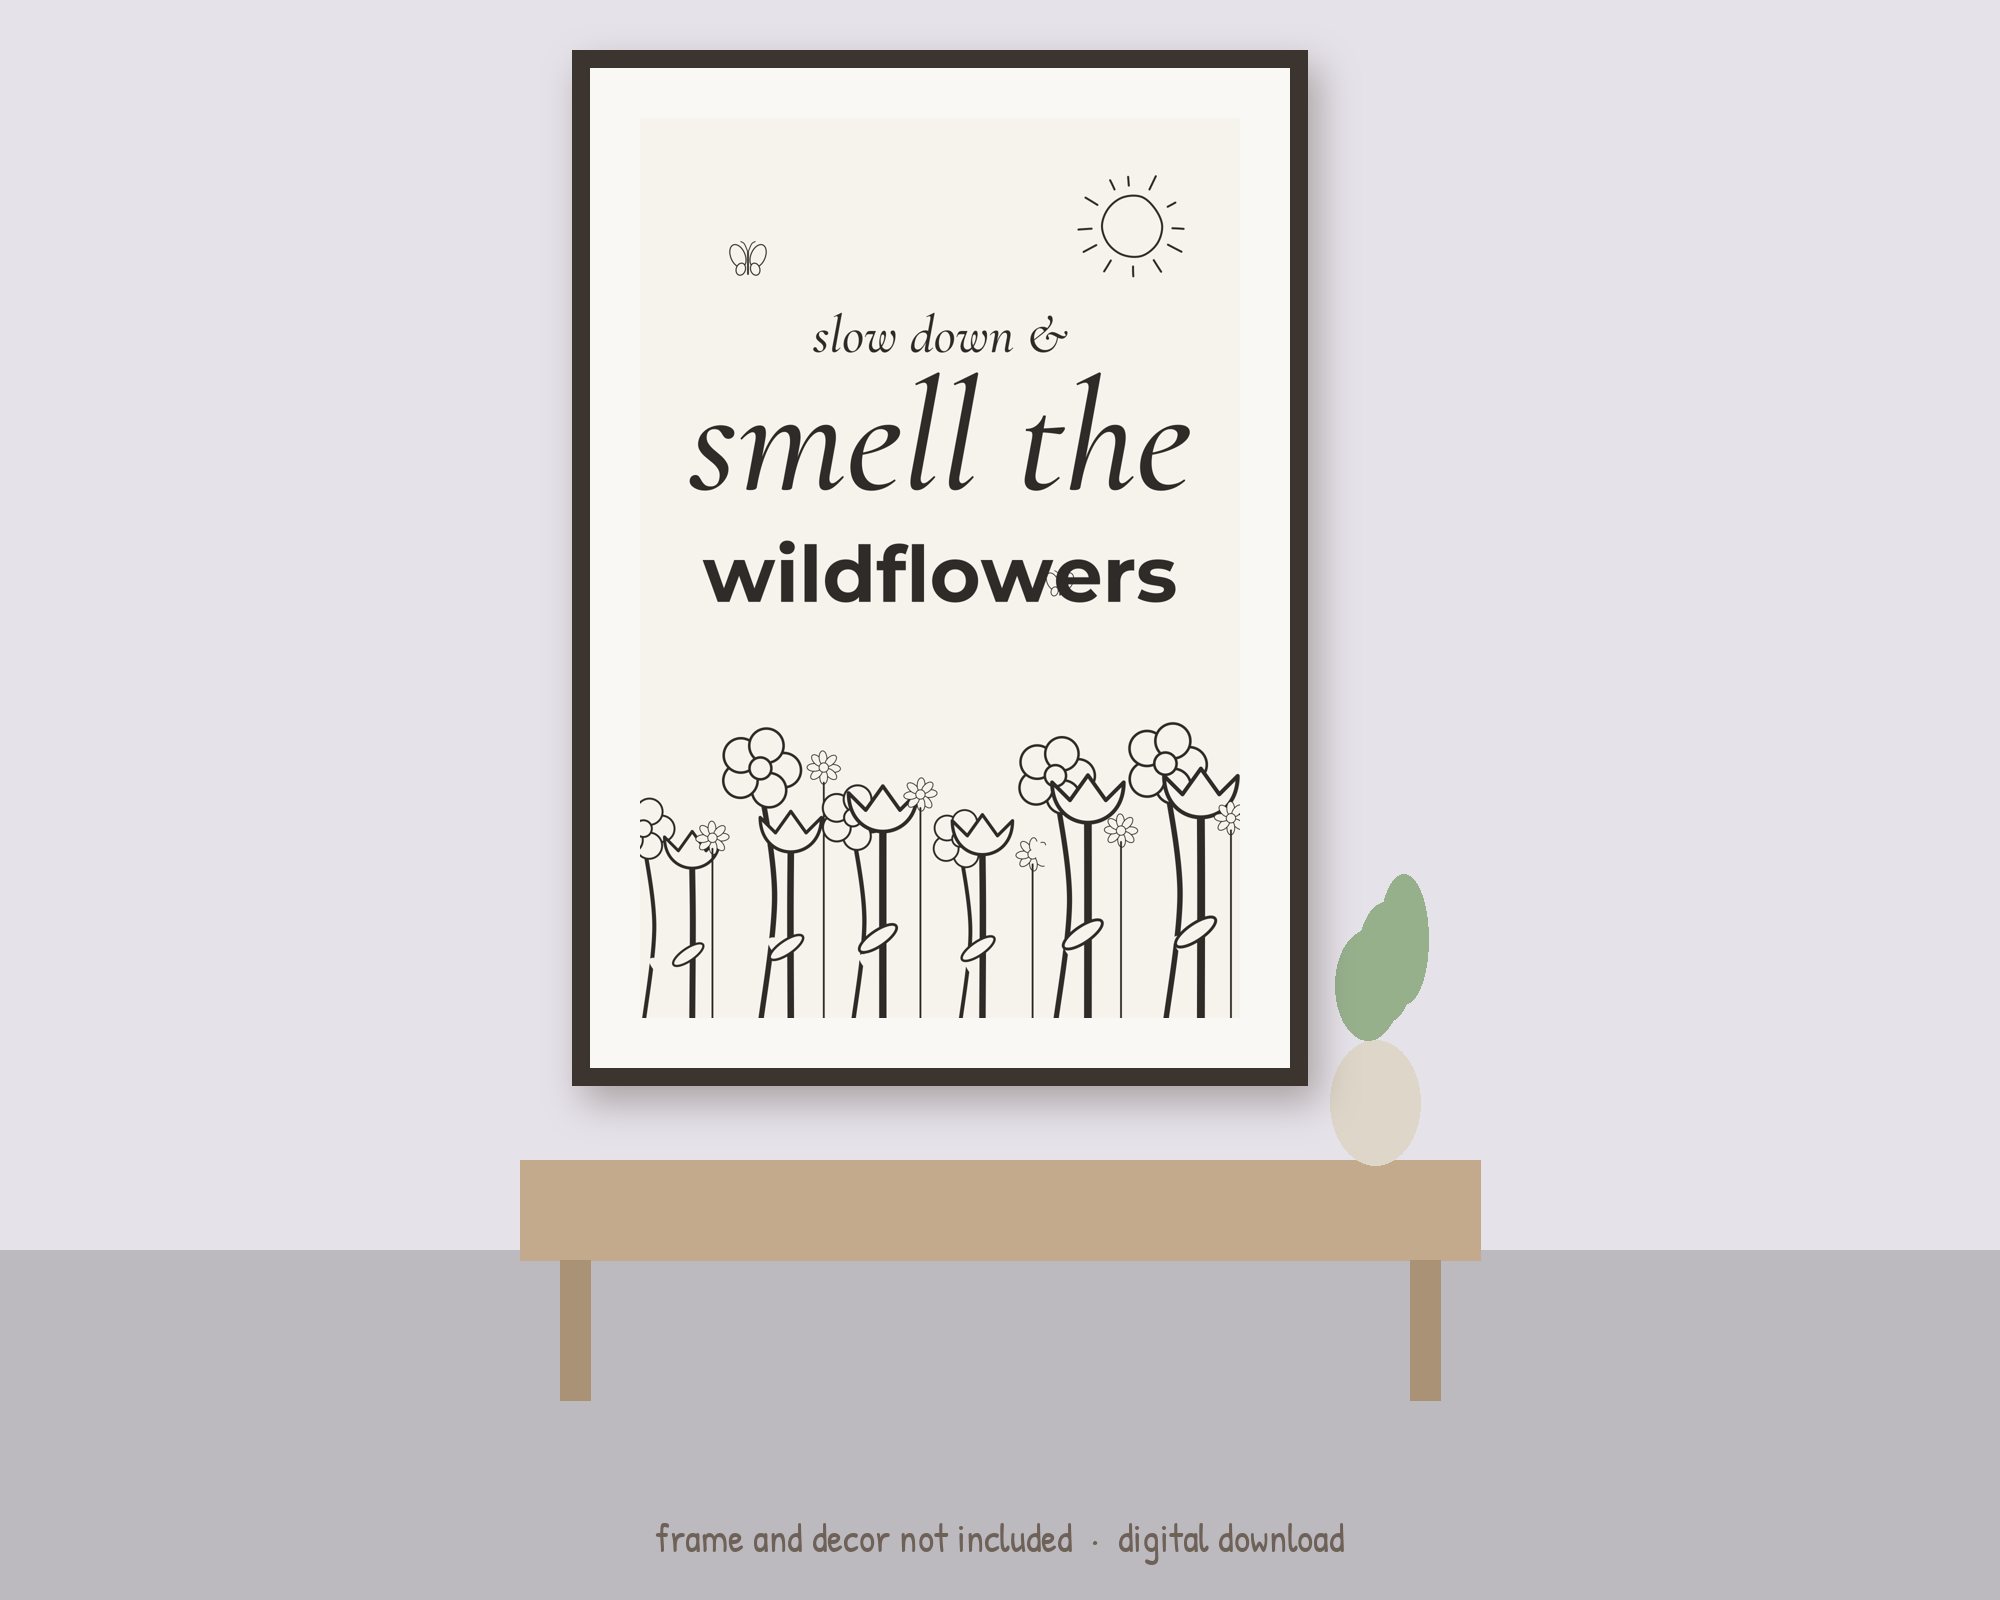 slow down &
smell the
wildflowers
frame and decor not included · digital download